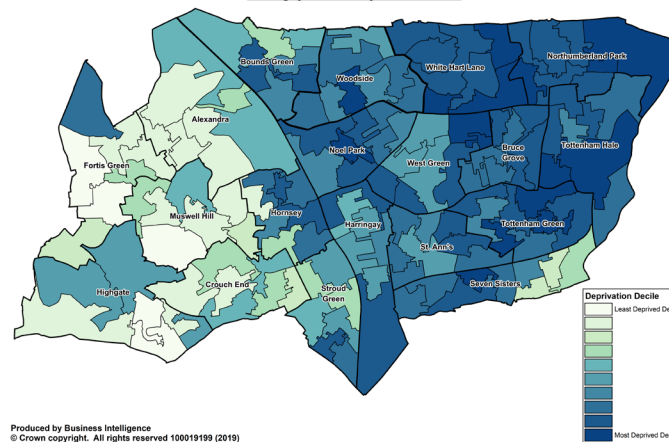 Bounds Green
Woodside
White Hart Lane
Northumberland Park
Alexandra
Fortis Green
Noel Park
West Green
Bruce
Grove
Tottenham Hale
Muswell Hill
Hornsey
Harringay
St. Ann's
Tottenham Green
Highgate
Crouch End
Stroud
Green
Seven Sisters
Deprivation Decile
Least Deprived De
Most Deprived De
Produced by Business Intelligence
© Crown copyright. All rights reserved 100019199 (2019)